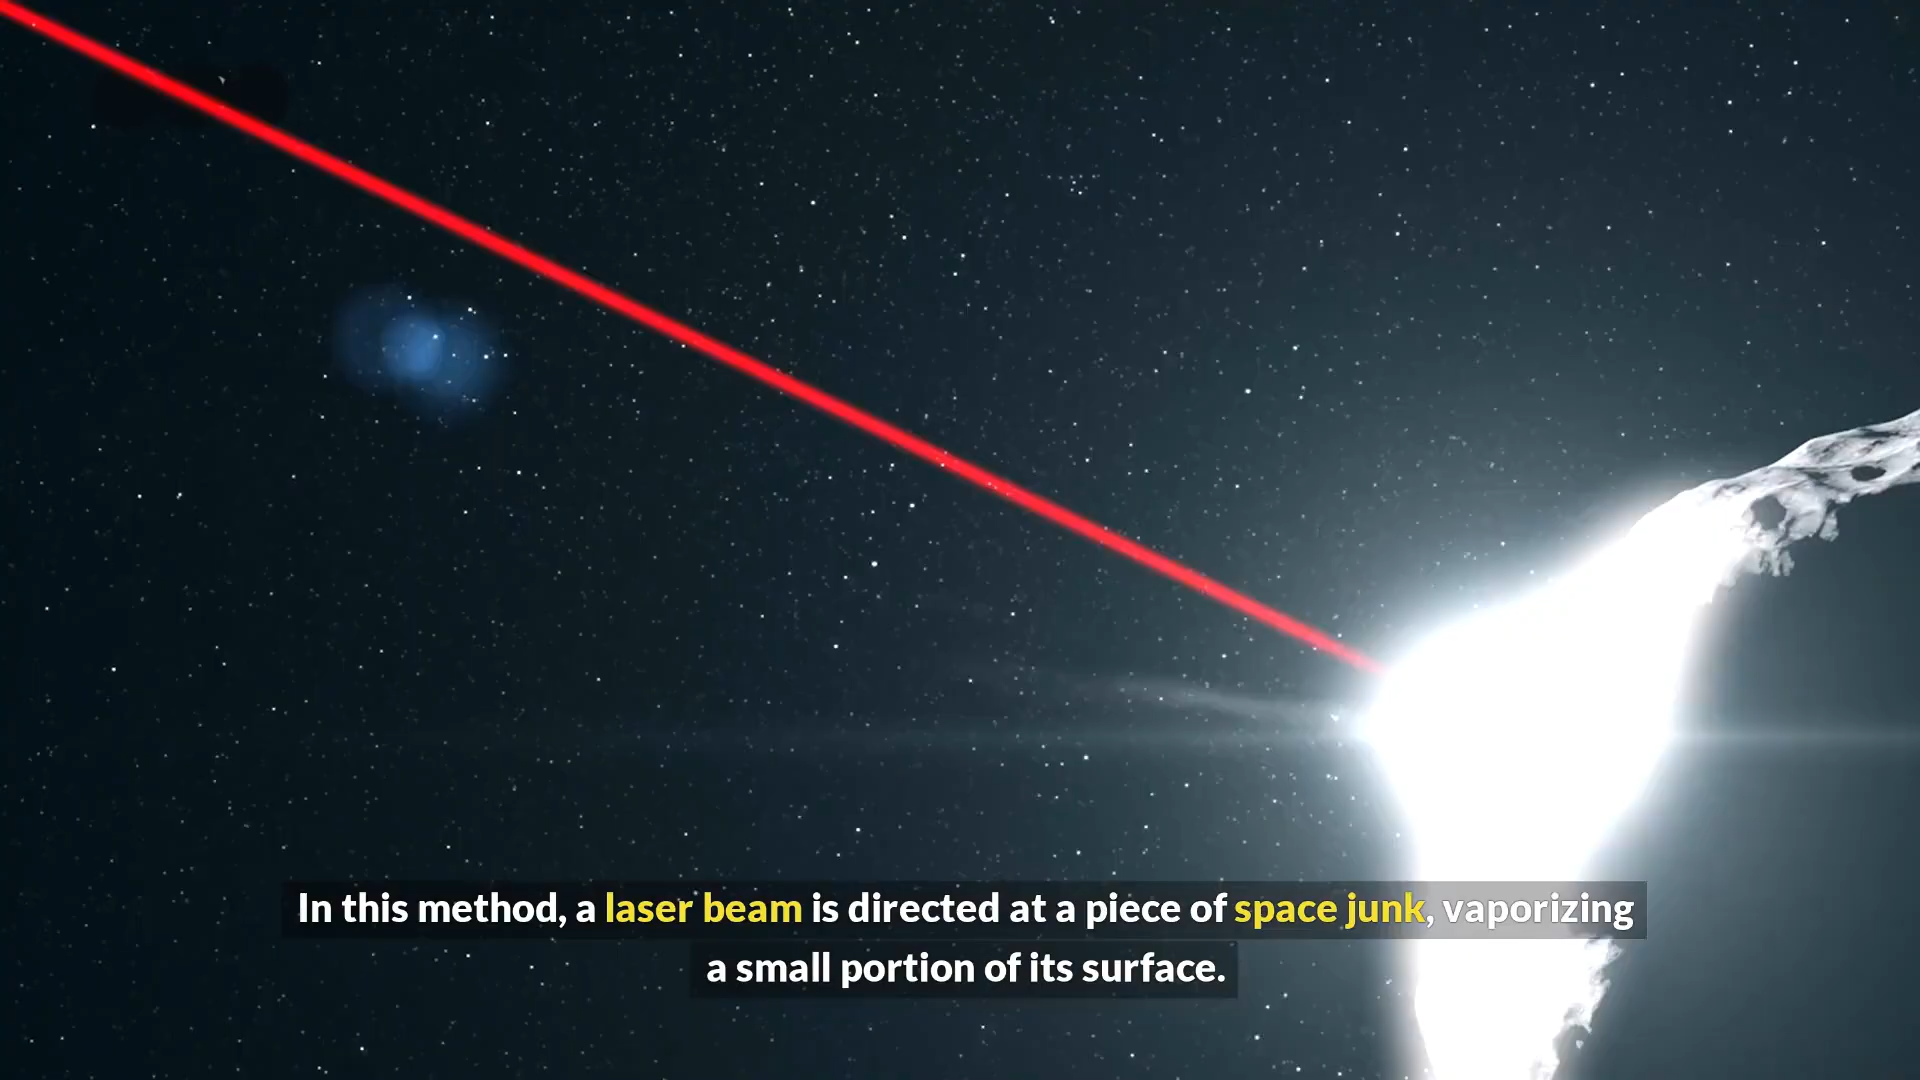 In this method, a laser beam is directed at a piece of space junk, vaporizing
a small portion of its surface.